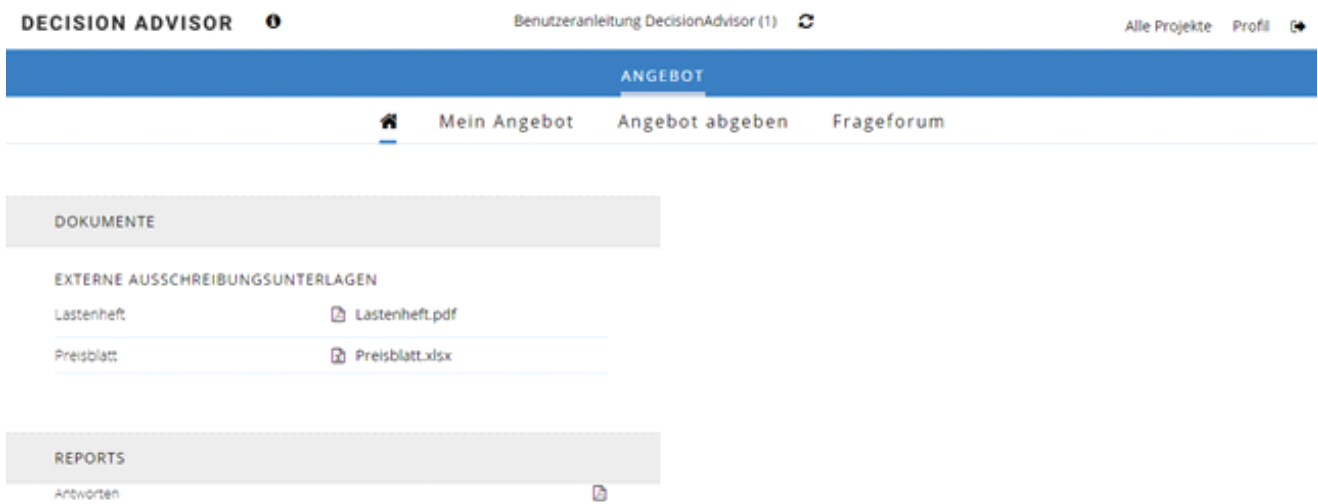 DECISION ADVISOR
Benutzeranleitung DecisionAdvisor (1)
Alle Projekte Profil
ANGEBOT
Mein Angebot Angebot abgeben Frageforum
DOKUMENTE
EXTERNE AUSSCHREIBUNGSUNTERLAGEN
Lastenheft Lastenheft.pdf
Preisblatt Preisblatt.xlsx
REPORTS
Antworten